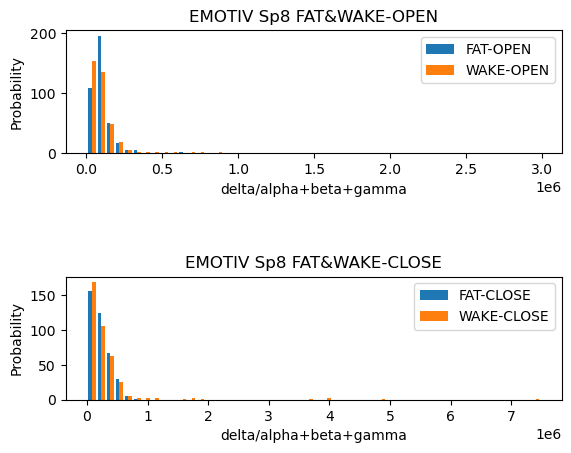 EMOTIV Sp8 FAT&WAKE-OPEN
200
100
0
Probability
FAT-OPEN
WAKE-OPEN
0.0 0.5 1.0 1.5 2.0 2.5 3.0
1e6
delta/alpha+beta+gamma
EMOTIV Sp8 FAT&WAKE-CLOSE
150
100
50
0
Probability
FAT-CLOSE
WAKE-CLOSE
0 1 2 3 4 5 6 7
1e6
delta/alpha+beta+gamma